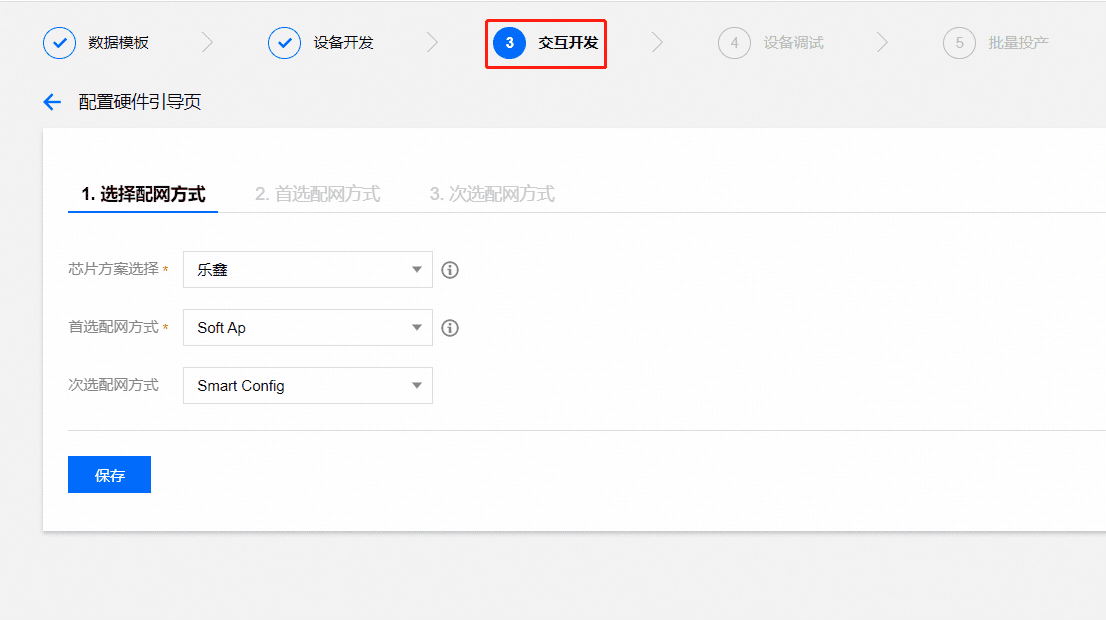 数据模板 设备开发 3 交互开发 4 设备调试 5 批量投产
配置硬件引导页
1. 选择配网方式 2. 首选配网方式 3. 次选配网方式
芯片方案选择 * 乐鑫
首选配网方式 * Soft Ap
次选配网方式 Smart Config
保存